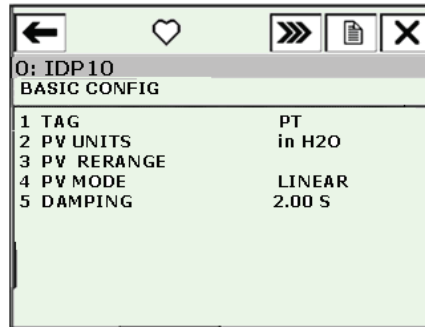 0: IDP10
BASIC CONFIG
1 TAG PT
2 PV UNITS in H2O
3 PV RERANGE
4 PV MODE LINEAR
5 DAMPING 2.00 S